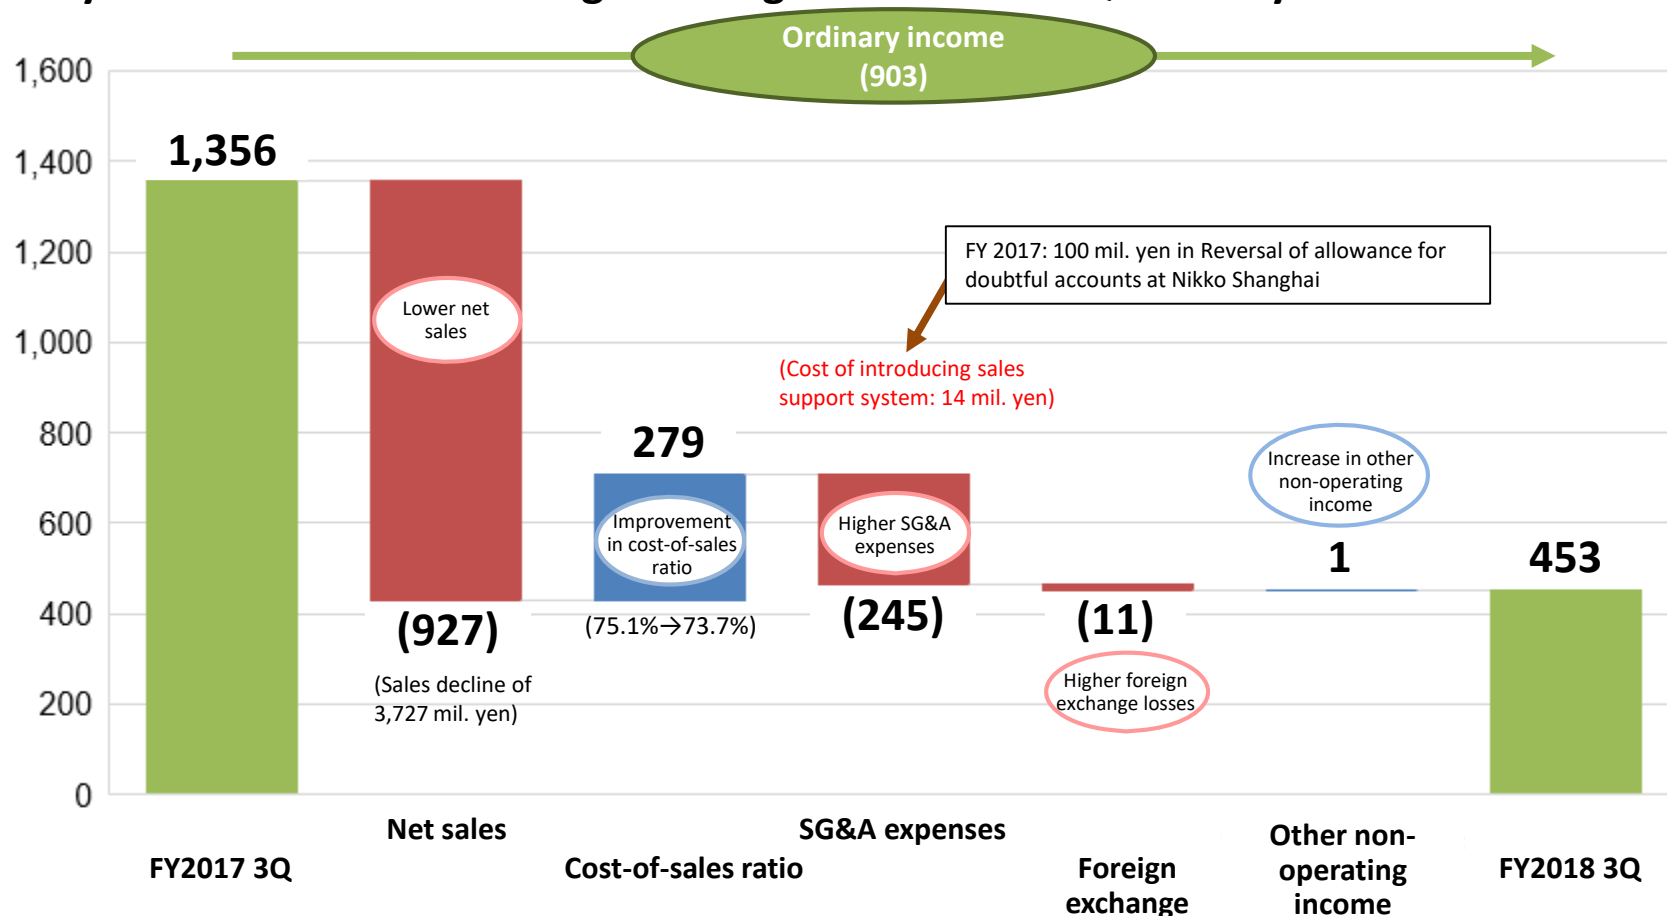 Ordinary income
(903)
1,600
1,400
1,200
1,000
800
600
400
200
0
1,356
Lower net
sales
(927)
(Sales decline of
3,727 mil. yen)
279
Improvement
in cost-of-sales
ratio
(75.1%→73.7%)
FY 2017: 100 mil. yen in Reversal of allowance for
doubtful accounts at Nikko Shanghai
(Cost of introducing sales
support system: 14 mil. yen)
Higher SG&A
expenses
(245)
(11)
Higher foreign
exchange losses
Increase in other
non-operating
income
1
453
FY2017 3Q
Net sales
Cost-of-sales ratio
SG&A expenses
Foreign
exchange
Other non-
operating
income
FY2018 3Q